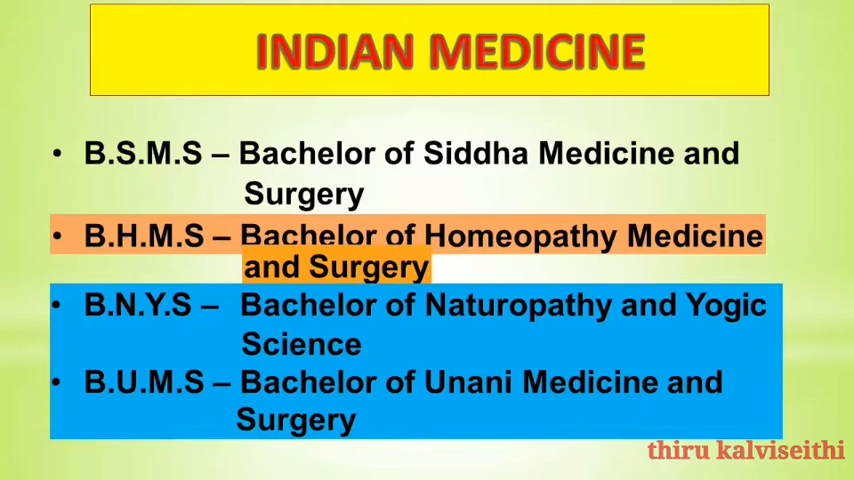 INDIAN MEDICINE
• B.S.M.S – Bachelor of Siddha Medicine and
Surgery
• B.H.M.S – Bachelor of Homeopathy Medicine
and Surgery
• B.N.Y.S – Bachelor of Naturopathy and Yogic
Science
• B.U.M.S – Bachelor of Unani Medicine and
Surgery
thiru kalviseithi